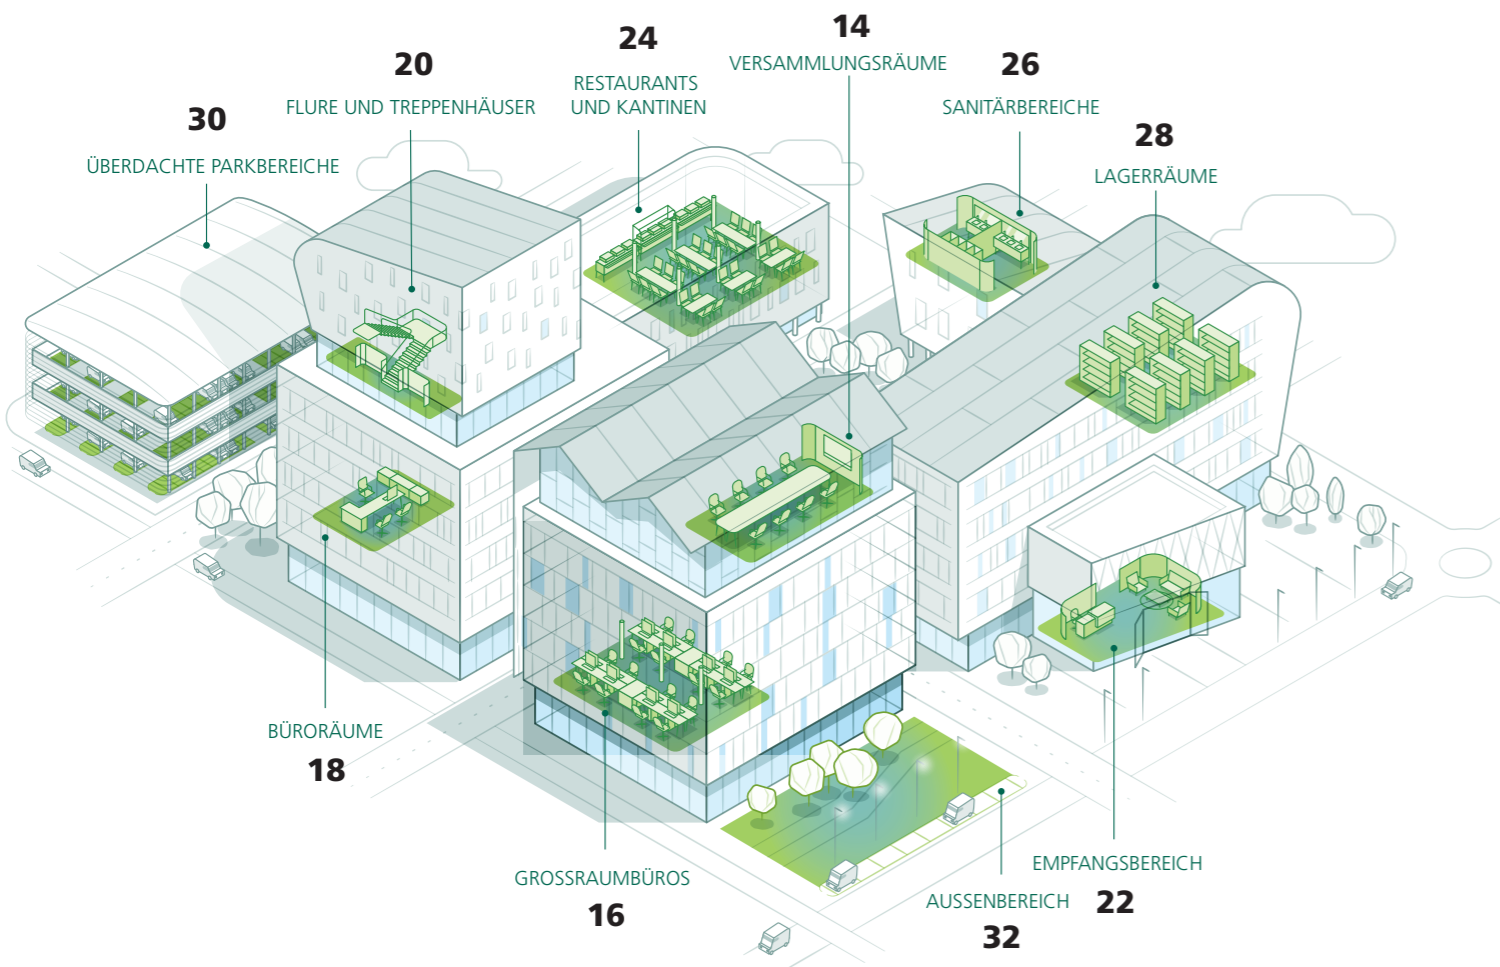 14
VERSAMMLUNGSRÄUME
24
RESTAURANTS
UND KANTINEN
20
FLURE UND TREPPENHÄUSER
26
SANITÄRBEREICHE
30
ÜBERDACHTE PARKBEREICHE
28
LAGERRÄUME
BÜRORÄUME
18
GROSSRAUMBÜROS
16
EMPFANGSBEREICH
22
AUSSENBEREICH
32